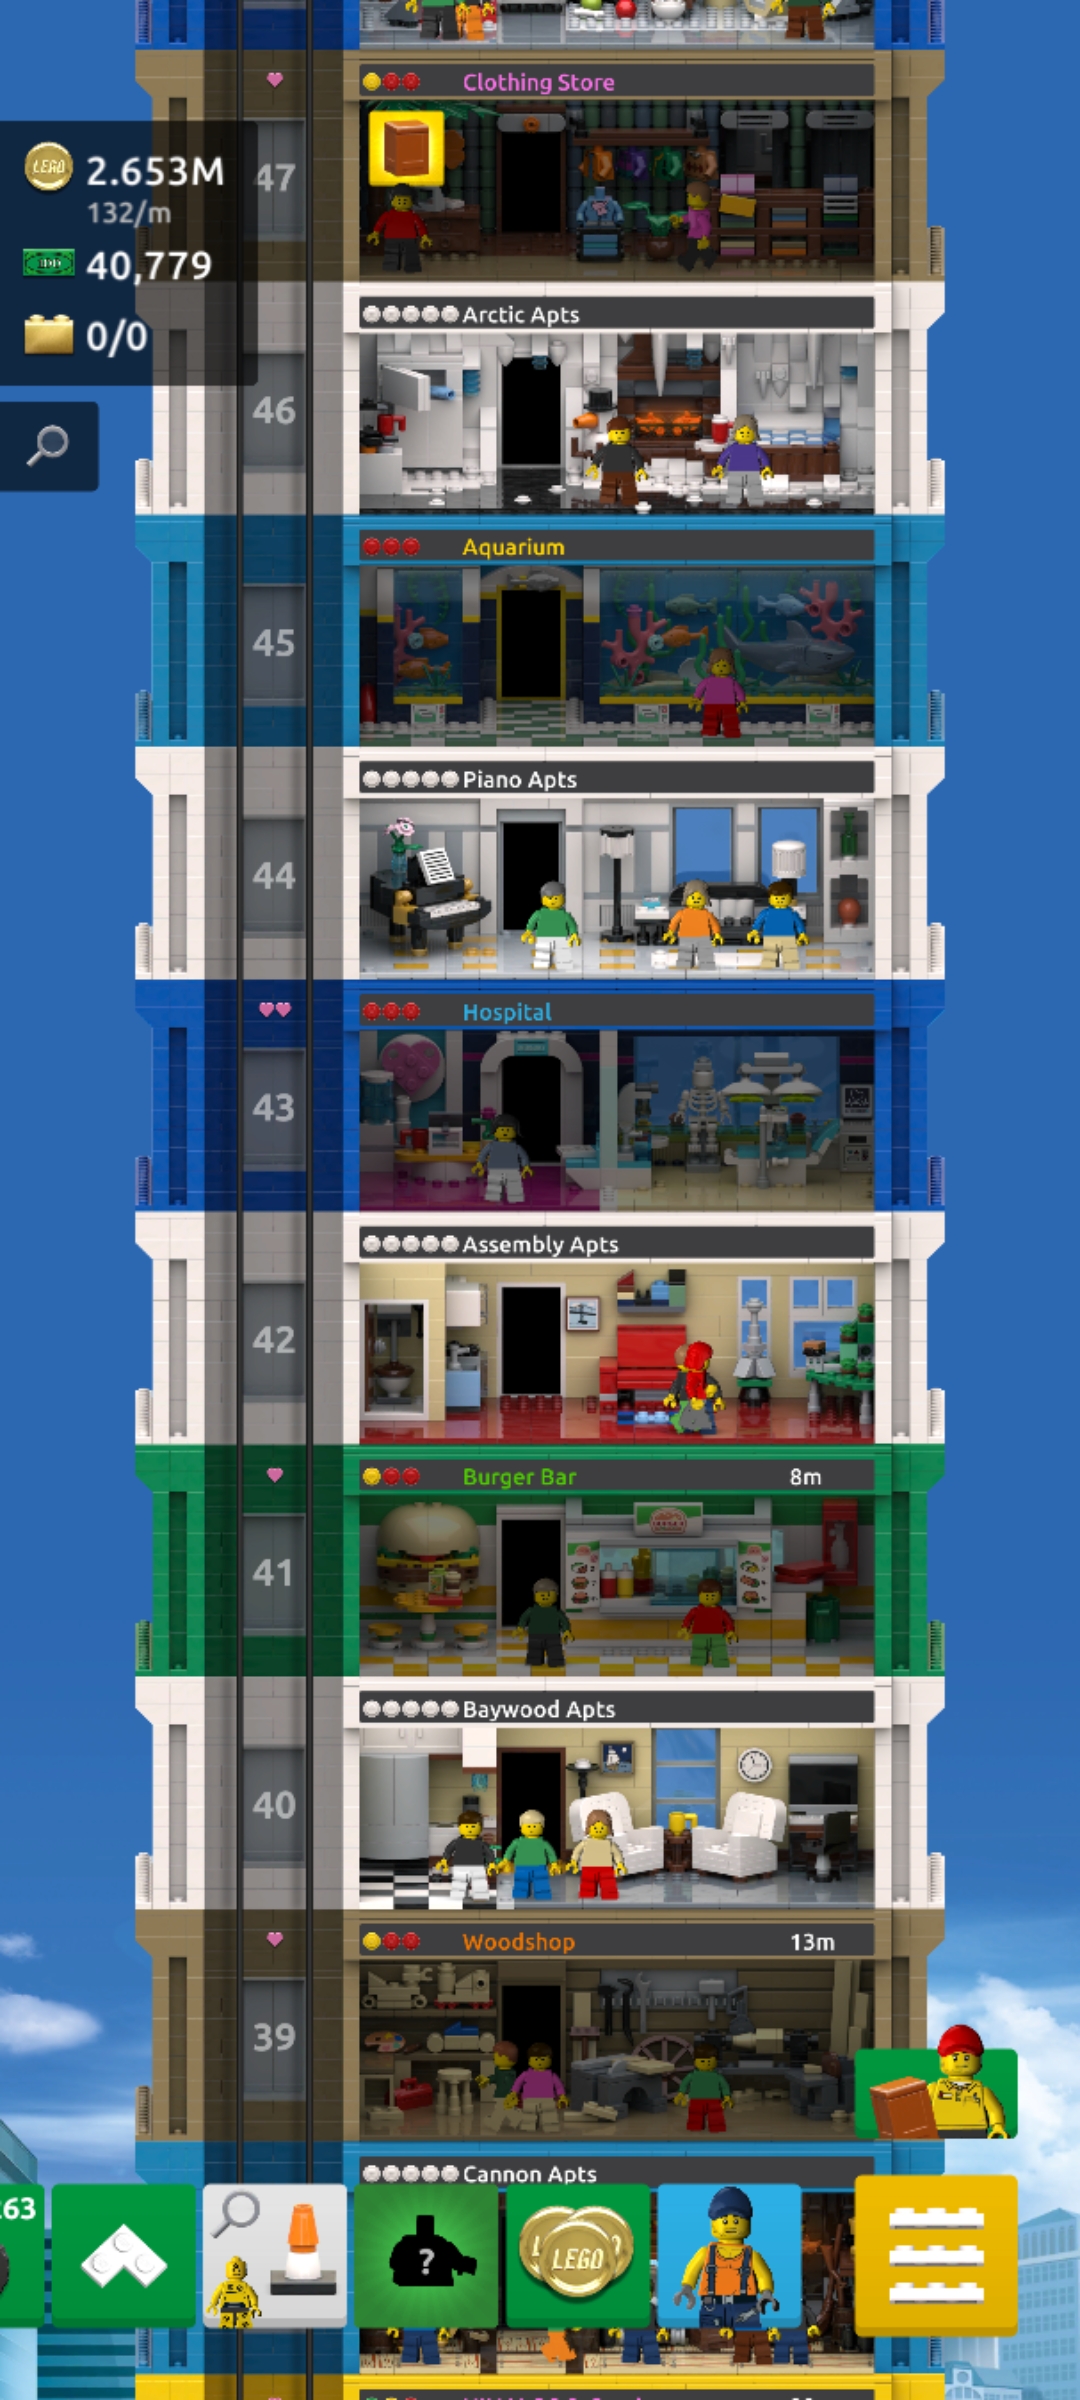 Clothing Store
47
LEGO 2.653M
132/m
40,779
0/0
Arctic Apts
46
Aquarium
45
Piano Apts
44
Hospital
43
Assembly Apts
42
Burger Bar 8m
41
Baywood Apts
40
Woodshop 13m
39
Cannon Apts
263
?
LEGO